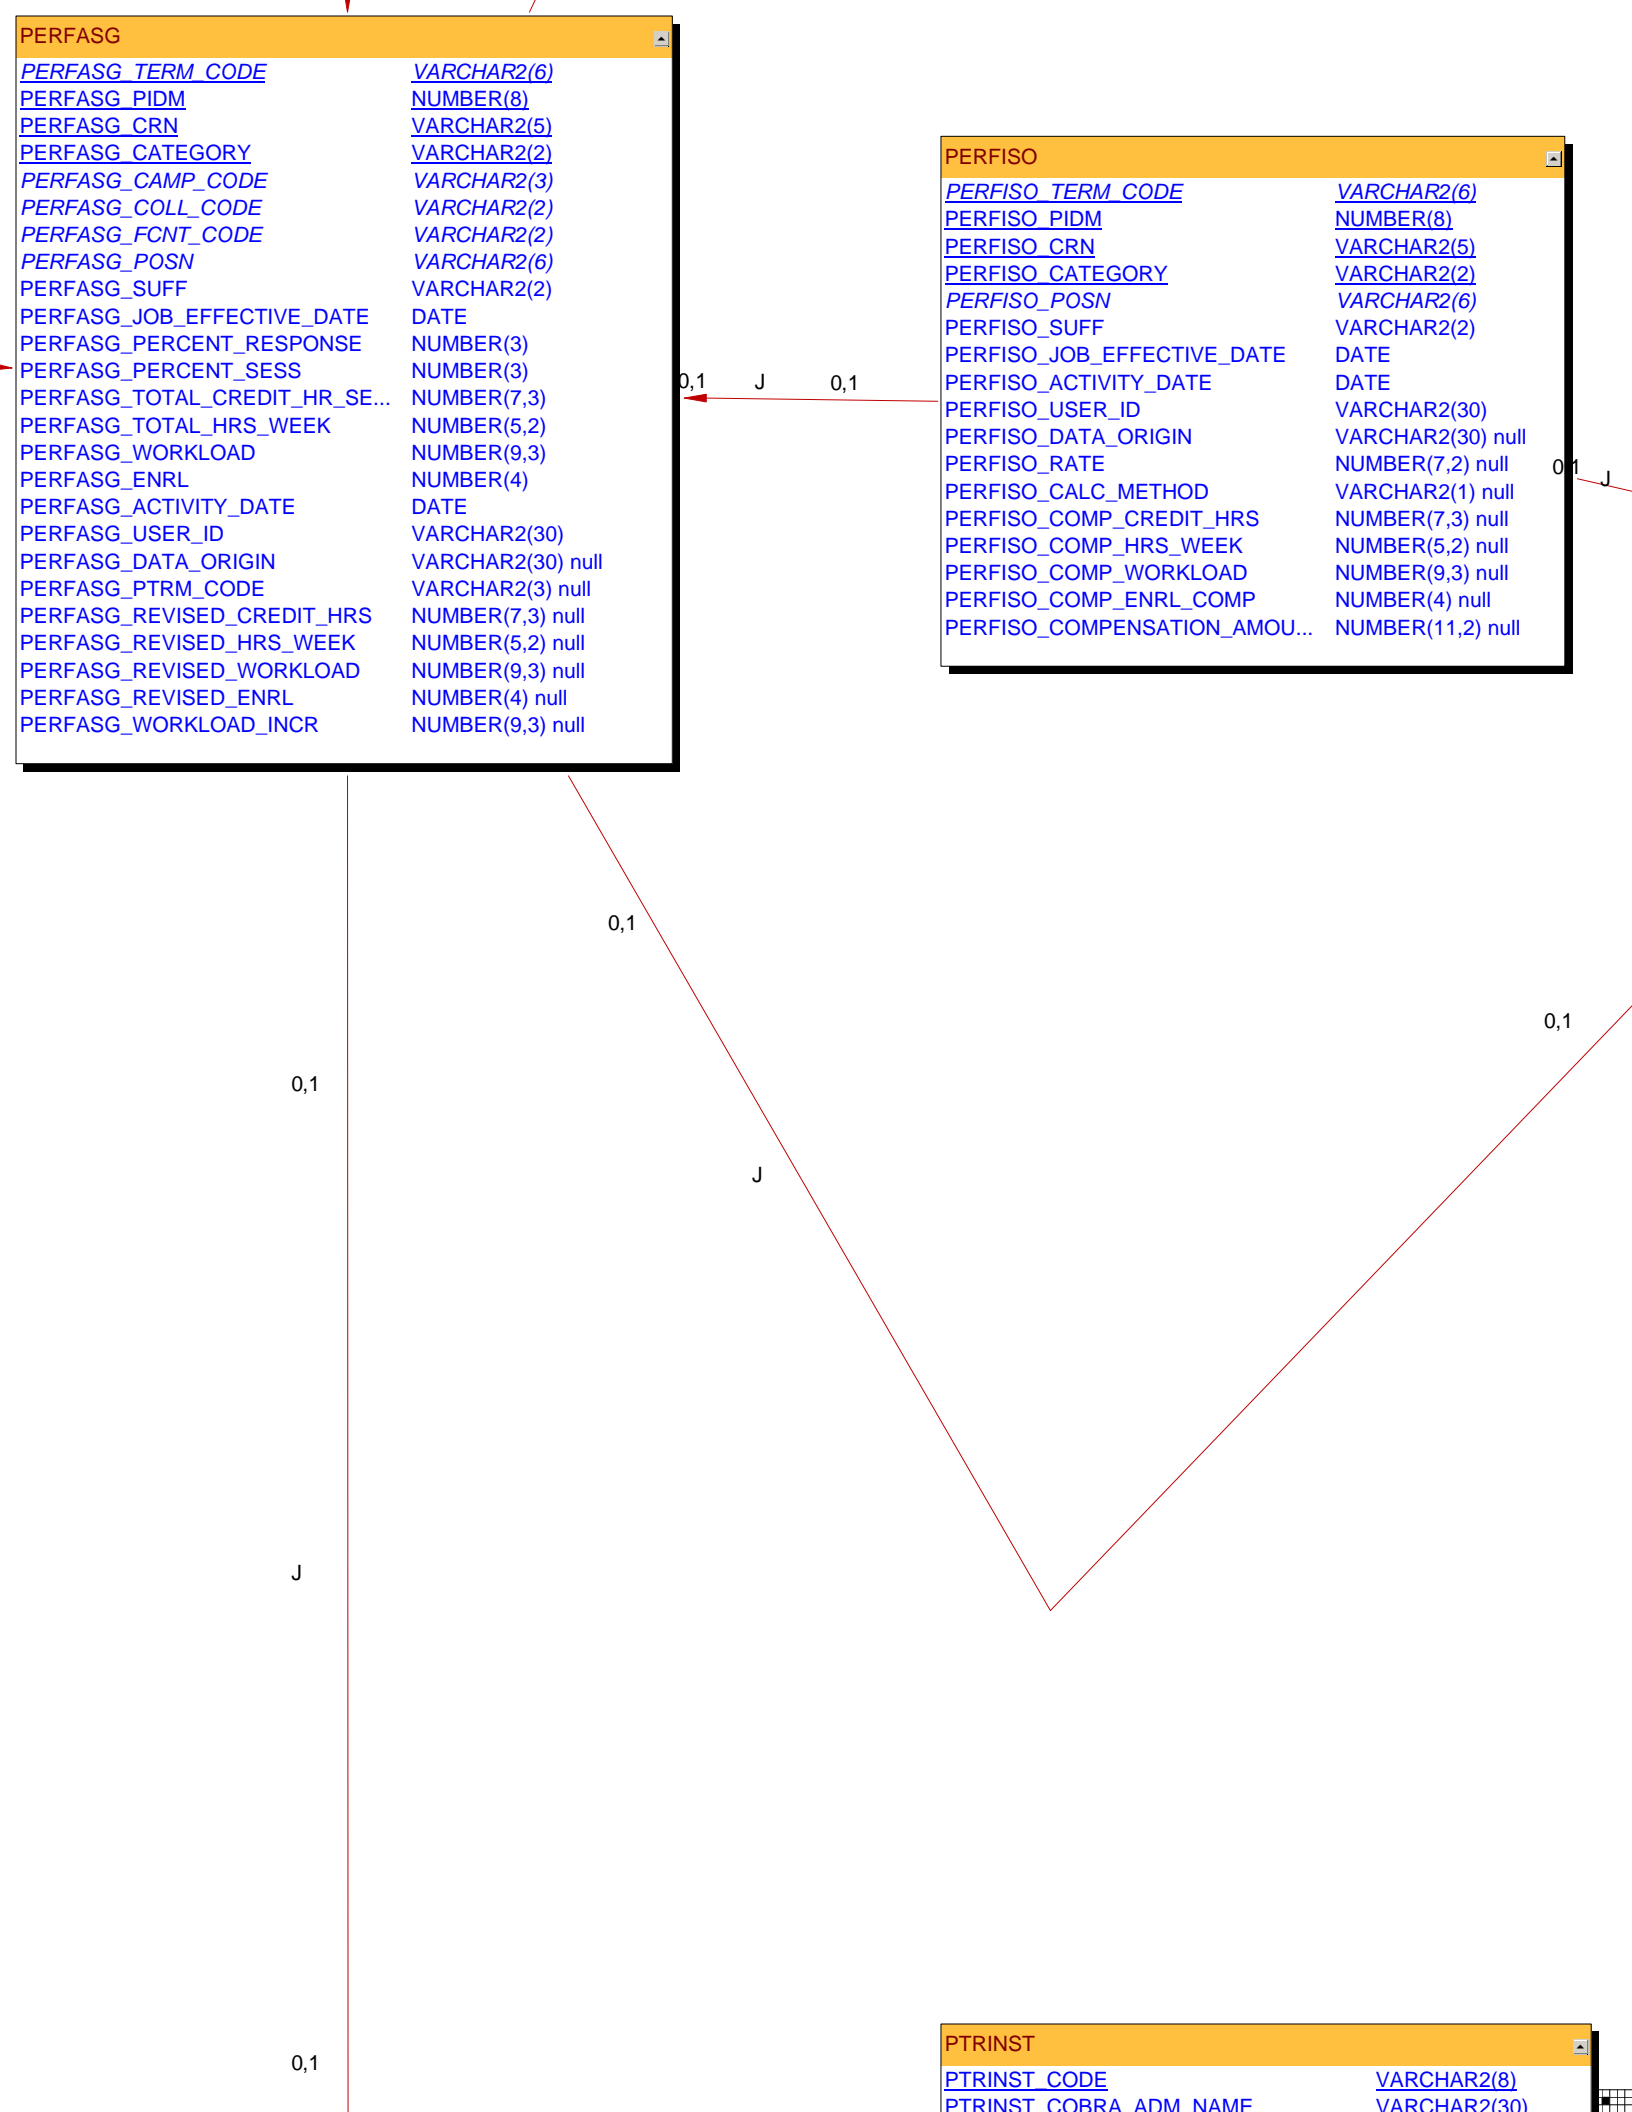 PERFASG
PERFASG_TERM_CODE VARCHAR2(6)
PERFASG_PIDM NUMBER(8)
PERFASG_CRN VARCHAR2(5)
PERFASG_CATEGORY VARCHAR2(2)
PERFASG_CAMP_CODE VARCHAR2(3)
PERFASG_COLL_CODE VARCHAR2(2)
PERFASG_FCNT_CODE VARCHAR2(2)
PERFASG_POSN VARCHAR2(6)
PERFASG_SUFF VARCHAR2(2)
PERFASG_JOB_EFFECTIVE_DATE DATE
PERFASG_PERCENT_RESPONSE NUMBER(3)
PERFASG_PERCENT_SESS NUMBER(3)
PERFASG_TOTAL_CREDIT_HR_SE... NUMBER(7,3)
PERFASG_TOTAL_HRS_WEEK NUMBER(5,2)
PERFASG_WORKLOAD NUMBER(9,3)
PERFASG_ENRL NUMBER(4)
PERFASG_ACTIVITY_DATE DATE
PERFASG_USER_ID VARCHAR2(30)
PERFASG_DATA_ORIGIN VARCHAR2(30) null
PERFASG_PTRM_CODE VARCHAR2(3) null
PERFASG_REVISED_CREDIT_HRS NUMBER(7,3) null
PERFASG_REVISED_HRS_WEEK NUMBER(5,2) null
PERFASG_REVISED_WORKLOAD NUMBER(9,3) null
PERFASG_REVISED_ENRL NUMBER(4) null
PERFASG_WORKLOAD_INCR NUMBER(9,3) null
0,1 J 0,1
PERFISO
PERFISO_TERM_CODE VARCHAR2(6)
PERFISO_PIDM NUMBER(8)
PERFISO_CRN VARCHAR2(5)
PERFISO_CATEGORY VARCHAR2(2)
PERFISO_POSN VARCHAR2(6)
PERFISO_SUFF VARCHAR2(2)
PERFISO_JOB_EFFECTIVE_DATE DATE
PERFISO_ACTIVITY_DATE DATE
PERFISO_USER_ID VARCHAR2(30)
PERFISO_DATA_ORIGIN VARCHAR2(30) null
PERFISO_RATE NUMBER(7,2) null
PERFISO_CALC_METHOD VARCHAR2(1) null
PERFISO_COMP_CREDIT_HRS NUMBER(7,3) null
PERFISO_COMP_HRS_WEEK NUMBER(5,2) null
PERFISO_COMP_WORKLOAD NUMBER(9,3) null
PERFISO_COMP_ENRL_COMP NUMBER(4) null
PERFISO_COMPENSATION_AMOU... NUMBER(11,2) null
0,1 J
0,1
0,1
0,1
J
J
0,1
PTRINST
PTRINST_CODE VARCHAR2(8)
PTRINST_COBRA_ADM_NAME VARCHAR2(30)